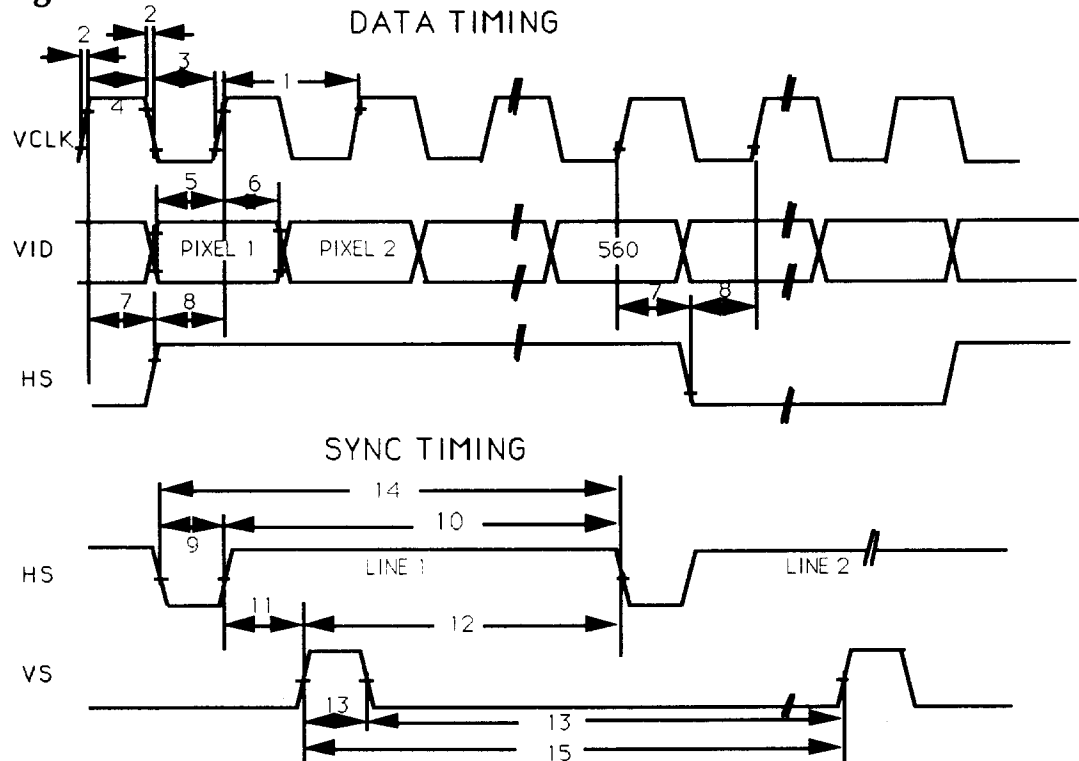 g
DATA TIMING
2 2
3 1
4
VCLK
5 6
VID PIXEL 1 PIXEL 2 560
7 8 7 8
HS
SYNC TIMING
14
10
9
HS LINE 1 LINE 2
11 12
VS
13 13
15